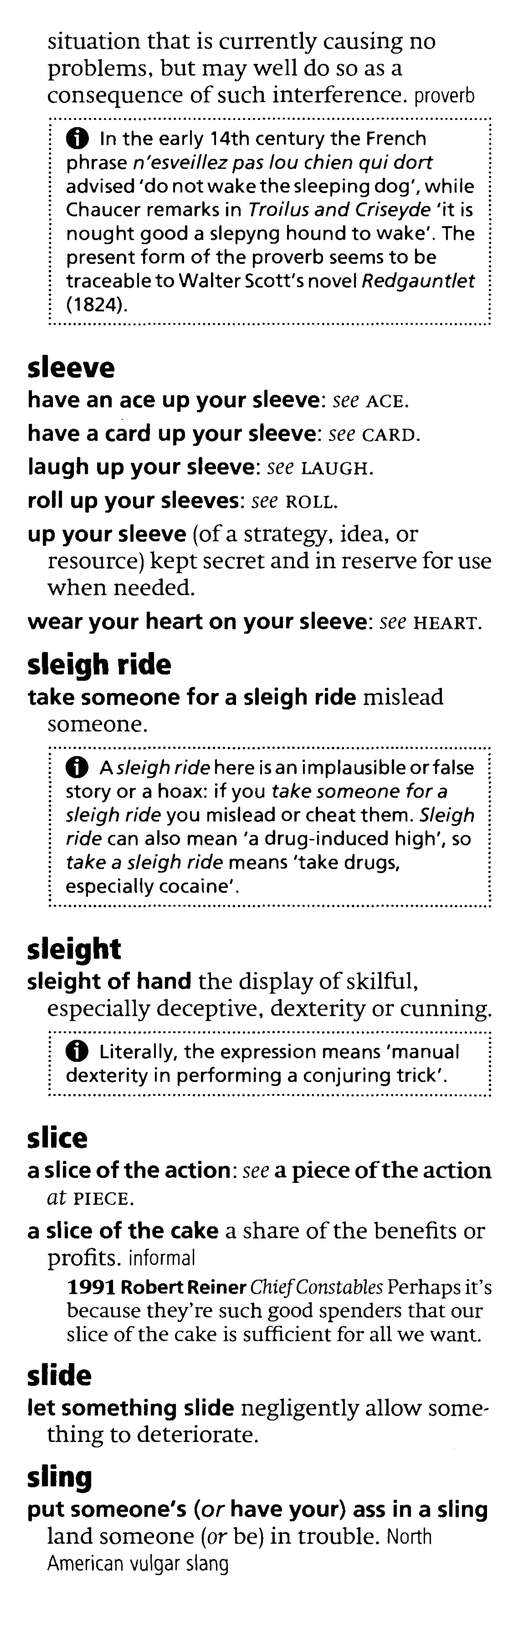 situation that is currently causing no
problems, but may well do so as a
consequence of such interference. proverb
ℹ In the early 14th century the French
phrase n'esveillez pas lou chien qui dort
advised 'do not wake the sleeping dog', while
Chaucer remarks in Troilus and Criseyde 'it is
nought good a slepyng hound to wake'. The
present form of the proverb seems to be
traceable to Walter Scott's novel Redgauntlet
(1824).
sleeve
have an ace up your sleeve: see ACE.
have a card up your sleeve: see CARD.
laugh up your sleeve: see LAUGH.
roll up your sleeves: see ROLL.
up your sleeve (of a strategy, idea, or
resource) kept secret and in reserve for use
when needed.
wear your heart on your sleeve: see HEART.
sleigh ride
take someone for a sleigh ride mislead
someone.
ℹ A sleigh ride here is an implausible or false
story or a hoax: if you take someone for a
sleigh ride you mislead or cheat them. Sleigh
ride can also mean 'a drug-induced high', so
take a sleigh ride means 'take drugs,
especially cocaine'.
sleight
sleight of hand the display of skilful,
especially deceptive, dexterity or cunning.
ℹ Literally, the expression means 'manual
dexterity in performing a conjuring trick'.
slice
a slice of the action: see a piece of the action
at PIECE.
a slice of the cake a share of the benefits or
profits. informal
1991 Robert Reiner Chief Constables Perhaps it's
because they're such good spenders that our
slice of the cake is sufficient for all we want.
slide
let something slide negligently allow some-
thing to deteriorate.
sling
put someone's (or have your) ass in a sling
land someone (or be) in trouble. North
American vulgar slang